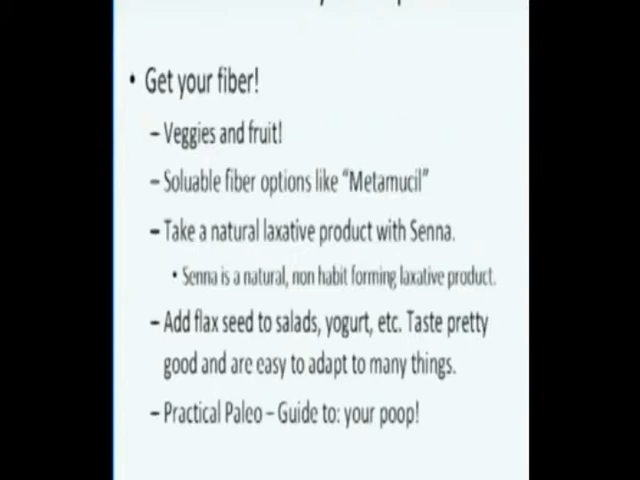 • Get your fiber!
– Veggies and fruit!
– Soluable fiber options like “Metamucil”
– Take a natural laxative product with Senna.
• Senna is a natural, non habit forming laxative product.
– Add flax seed to salads, yogurt, etc. Taste pretty
good and are easy to adapt to many things.
– Practical Paleo – Guide to: your poop!